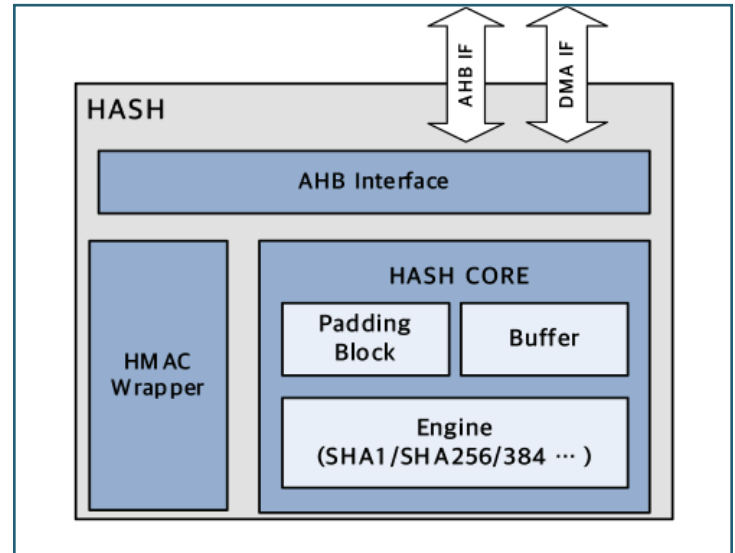 AHB IF
DMA IF
HASH
AHB Interface
HMAC
Wrapper
HASH CORE
Padding
Block
Buffer
Engine
(SHA1/SHA256/384 ··· )